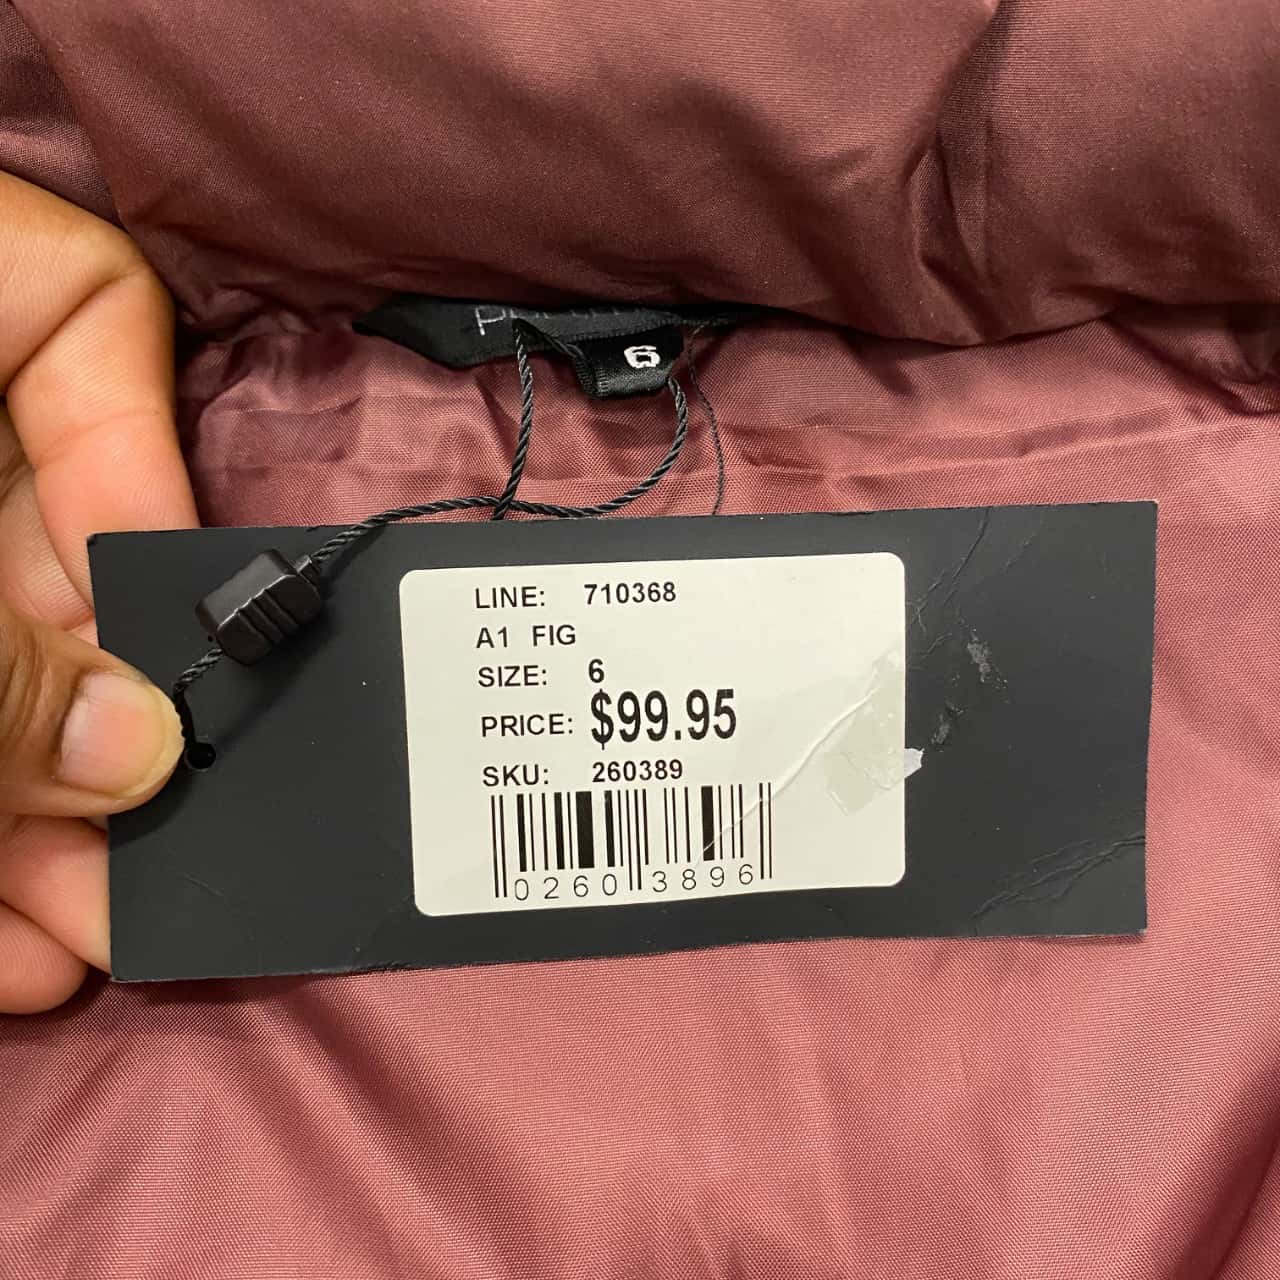 6
LINE: 710368
A1 FIG
SIZE: 6
PRICE: $99.95
SKU: 260389
0260 3896